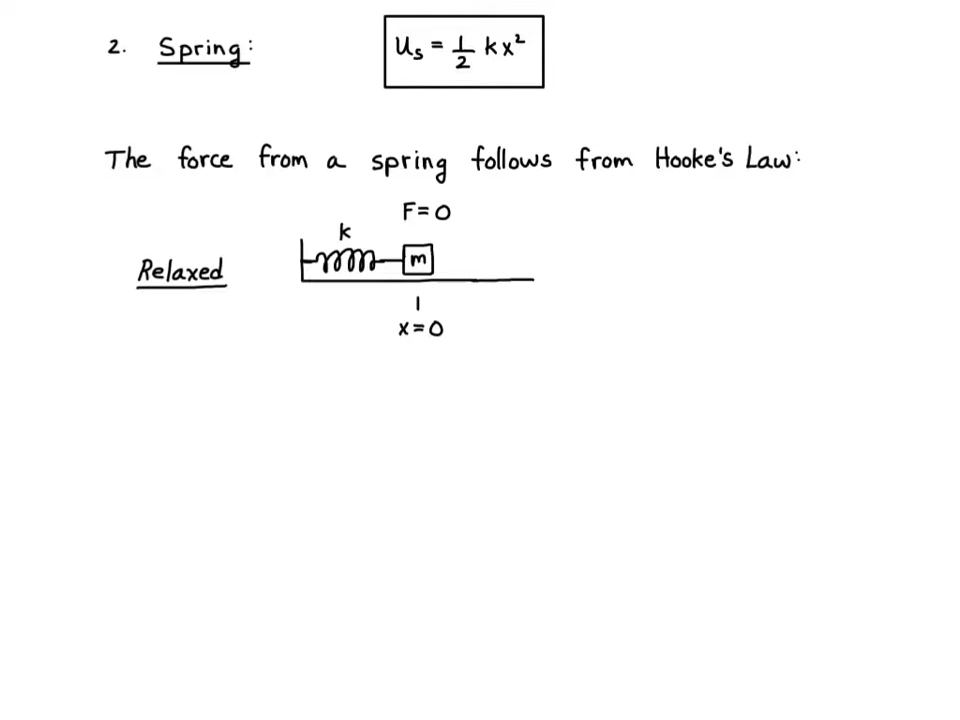 2. Spring:
Us = 1/2 kx²
The force from a spring follows from Hooke's Law:
F=0
k
m
Relaxed
x=0